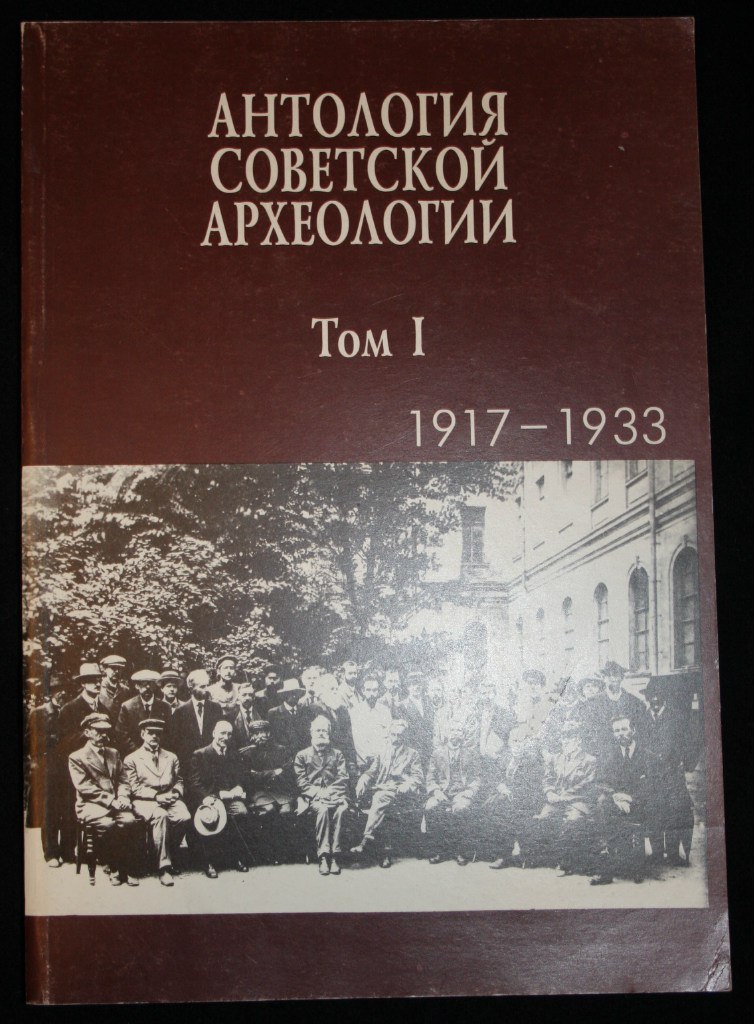 АНТОЛОГИЯ
СОВЕТСКОЙ
АРХЕОЛОГИИ
Том I
1917–1933